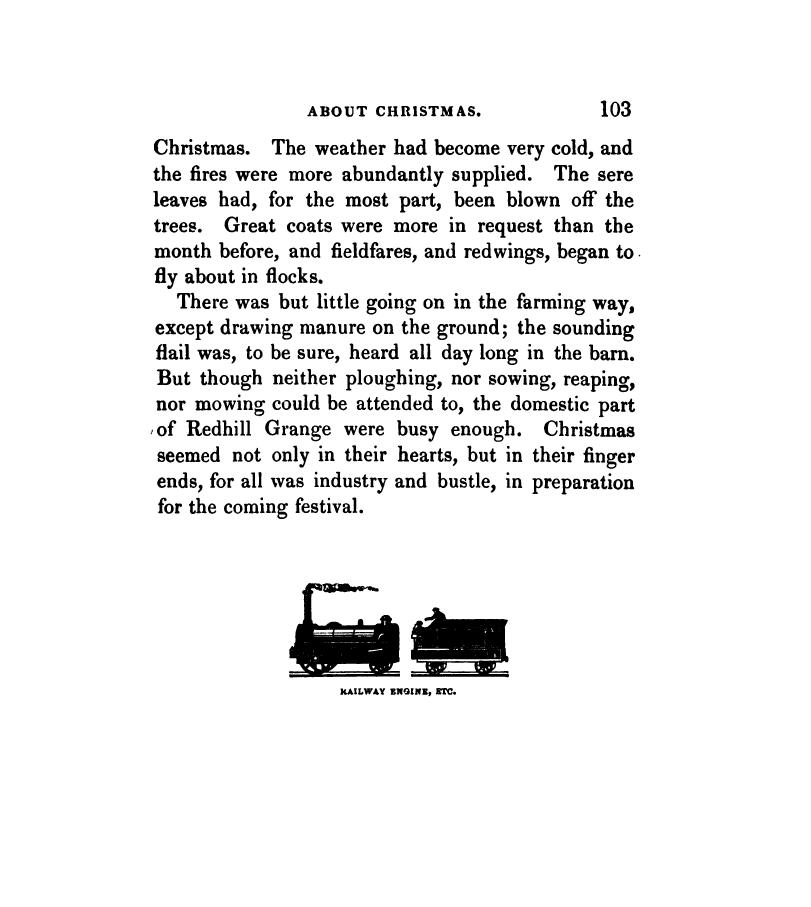 ABOUT CHRISTMAS. 103
Christmas. The weather had become very cold, and
the fires were more abundantly supplied. The sere
leaves had, for the most part, been blown off the
trees. Great coats were more in request than the
month before, and fieldfares, and redwings, began to
fly about in flocks.
There was but little going on in the farming way,
except drawing manure on the ground; the sounding
flail was, to be sure, heard all day long in the barn.
But though neither ploughing, nor sowing, reaping,
nor mowing could be attended to, the domestic part
of Redhill Grange were busy enough. Christmas
seemed not only in their hearts, but in their finger
ends, for all was industry and bustle, in preparation
for the coming festival.
RAILWAY ENGINE, ETC.